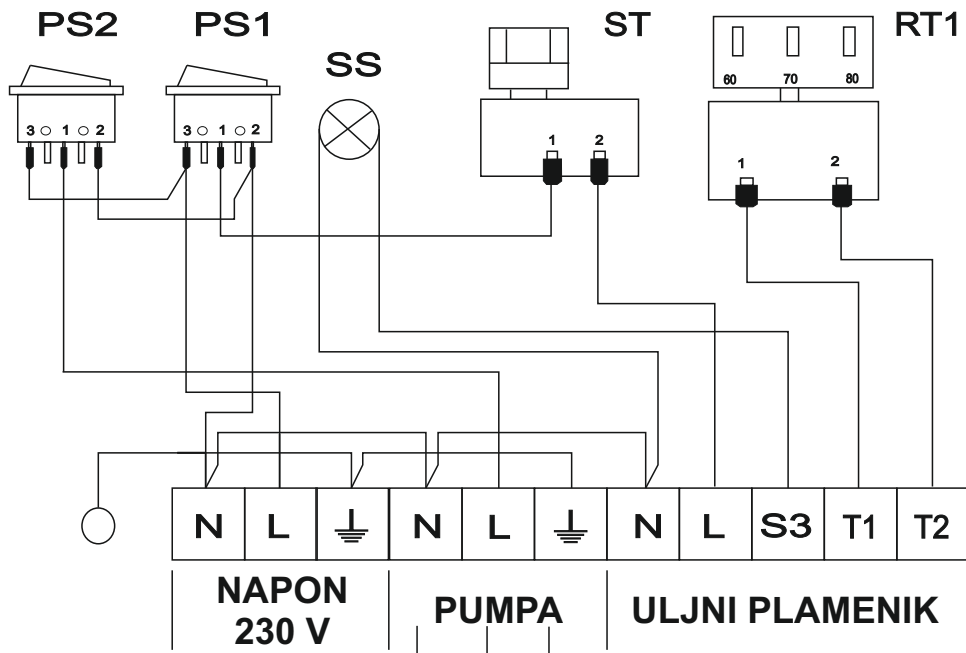 PS2 PS1 SS ST RT1
60 70 80
3 1 2 3 1 2 1 2 1 2
N L N L N L S3 T1 T2
NAPON
230 V
PUMPA
ULJNI PLAMENIK